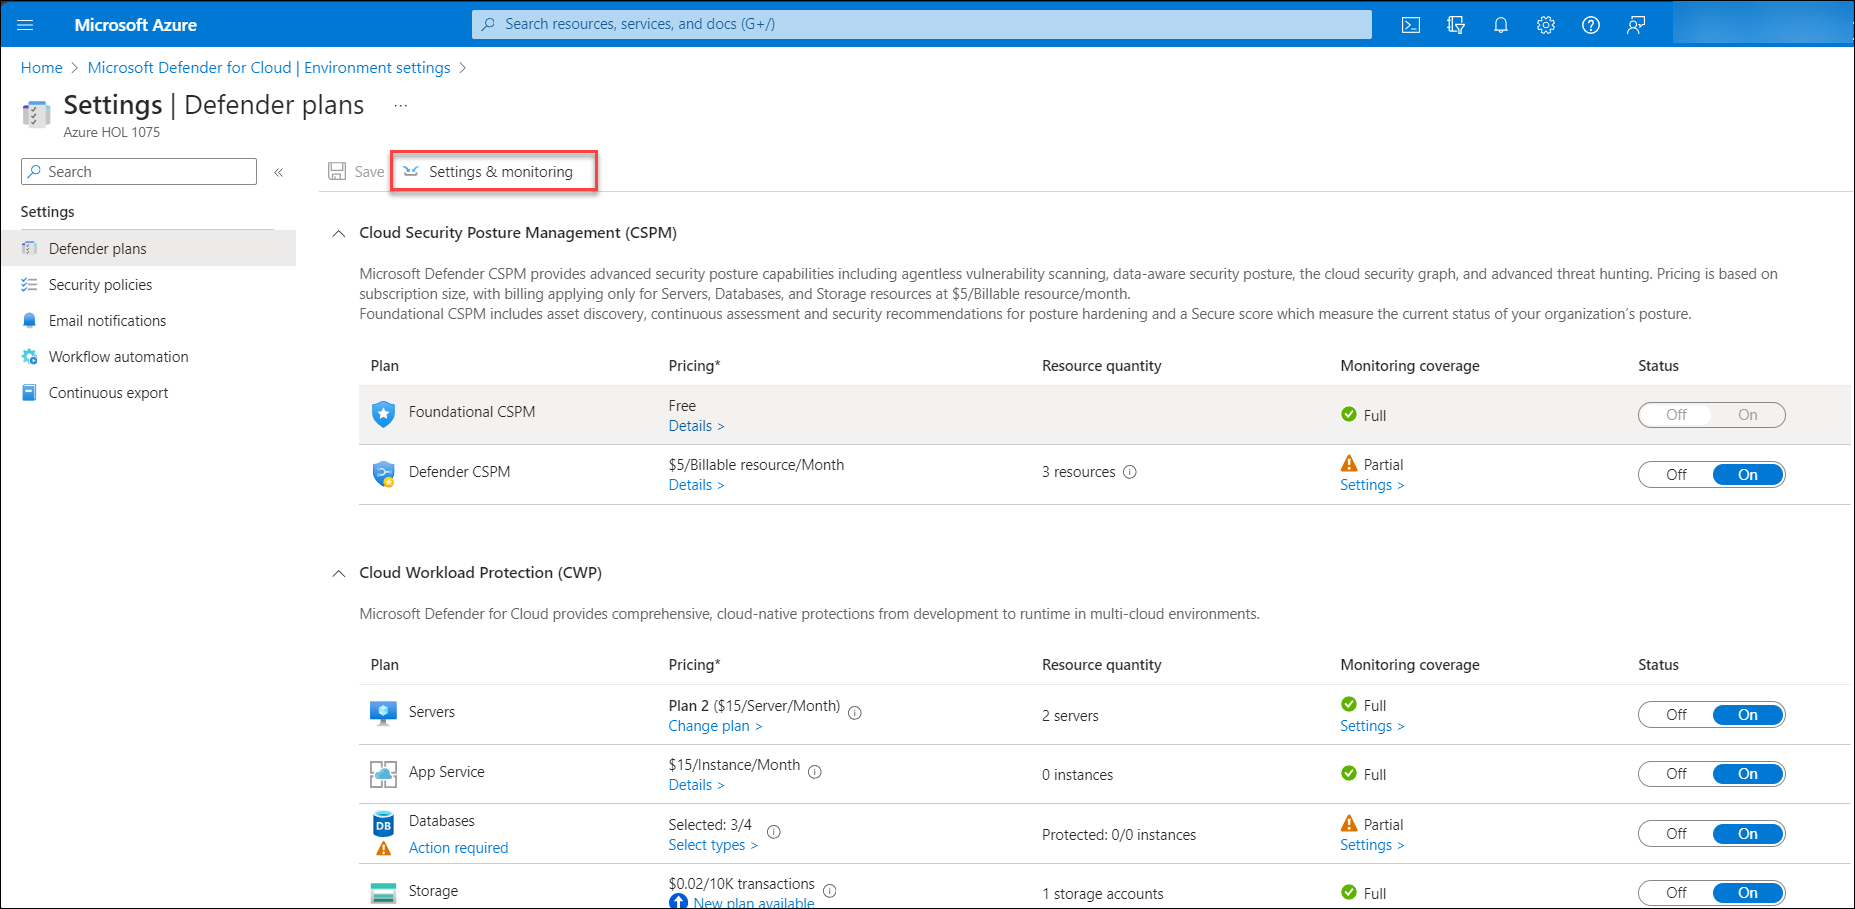 Microsoft Azure
Search resources, services, and docs (G+/)
Home > Microsoft Defender for Cloud | Environment settings >
Settings | Defender plans ...
Azure HOL 1075
Search «
Save Settings & monitoring
Settings
Defender plans
Security policies
Email notifications
Workflow automation
Continuous export
Cloud Security Posture Management (CSPM)
Microsoft Defender CSPM provides advanced security posture capabilities including agentless vulnerability scanning, data-aware security posture, the cloud security graph, and advanced threat hunting. Pricing is based on
subscription size, with billing applying only for Servers, Databases, and Storage resources at $5/Billable resource/month.
Foundational CSPM includes asset discovery, continuous assessment and security recommendations for posture hardening and a Secure score which measure the current status of your organization's posture.
Plan Pricing* Resource quantity Monitoring coverage Status
Foundational CSPM Free Full Off On
Details >
Defender CSPM $5/Billable resource/Month 3 resources Partial Off On
Details > Settings >
Cloud Workload Protection (CWP)
Microsoft Defender for Cloud provides comprehensive, cloud-native protections from development to runtime in multi-cloud environments.
Plan Pricing* Resource quantity Monitoring coverage Status
Servers Plan 2 ($15/Server/Month) 2 servers Full Off On
Change plan > Settings >
App Service $15/Instance/Month 0 instances Full Off On
Details >
Databases Selected: 3/4 Protected: 0/0 instances Partial Off On
DB
Action required Select types > Settings >
Storage $0.02/10K transactions 1 storage accounts Full Off On
New plan available